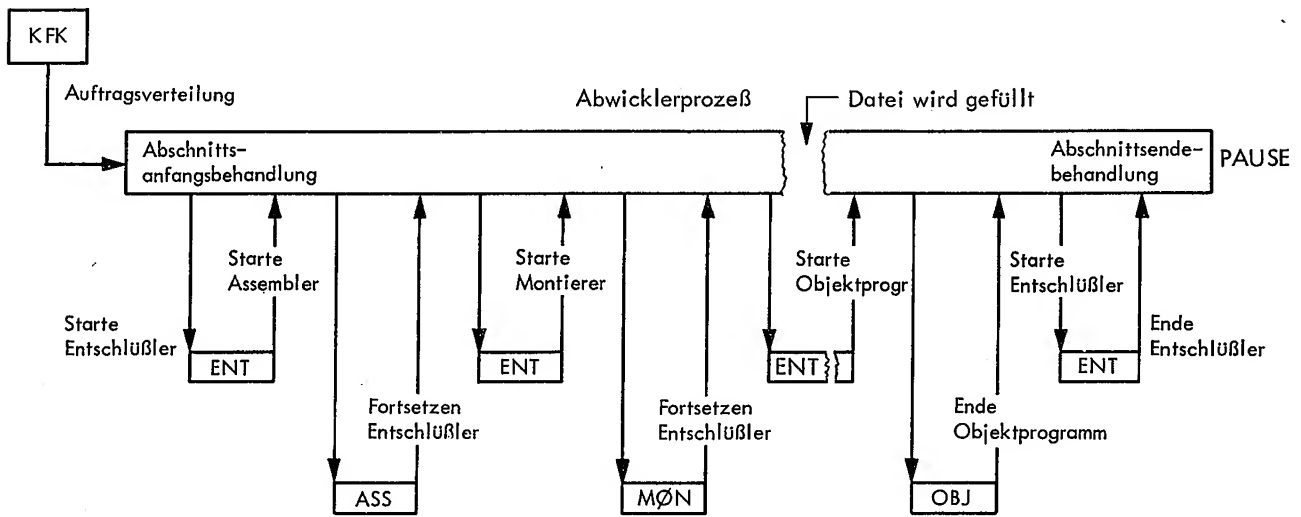 KFK
Auftragsverteilung
Abwicklerprozeß
Datei wird gefüllt
Abschnitts-
anfangsbehandlung
Abschnittsende-
behandlung
PAUSE
Starte
Assembler
Starte
Montierer
Starte
Objektprogr
Starte
Entschlüßler
Starte
Entschlüßler
Ende
Entschlüßler
ENT
ENT
ENT
ENT
Fortsetzen
Entschlüßler
Fortsetzen
Entschlüßler
Ende
Objektprogramm
ASS
MØN
OBJ